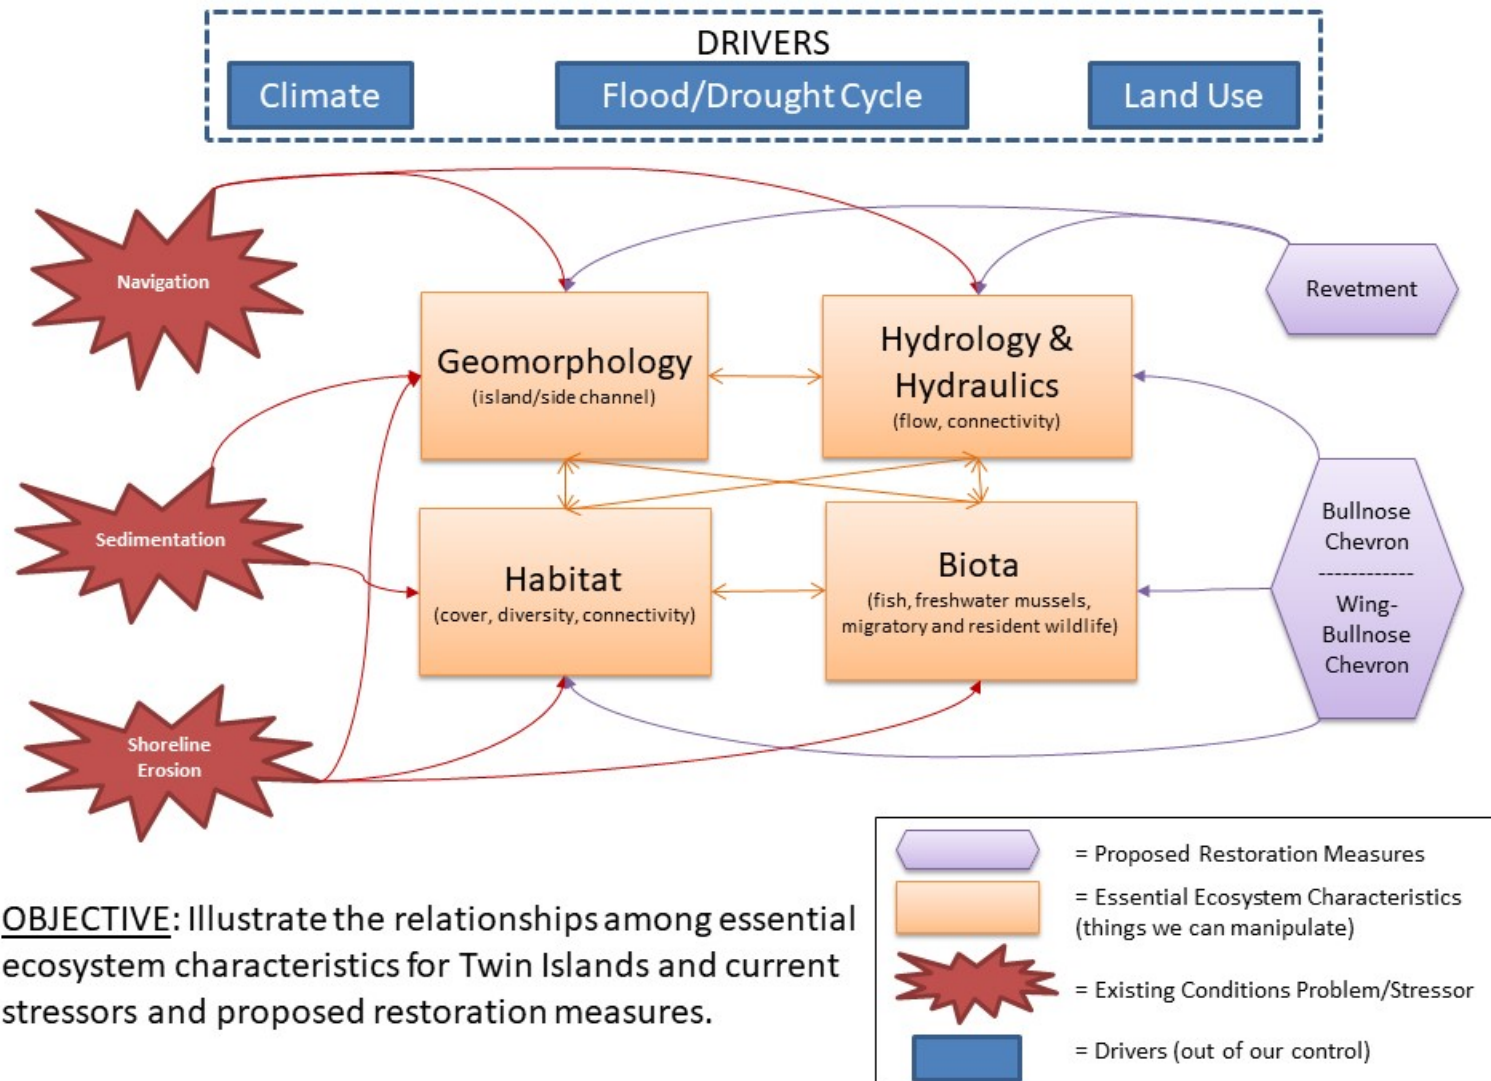 DRIVERS
Climate
Flood/Drought Cycle
Land Use
Navigation
Revetment
Geomorphology
(island/side channel)
Hydrology &
Hydraulics
(flow, connectivity)
Sedimentation
Habitat
(cover, diversity, connectivity)
Biota
(fish, freshwater mussels,
migratory and resident wildlife)
Bullnose
Chevron
------------
Wing-
Bullnose
Chevron
Shoreline
Erosion
OBJECTIVE: Illustrate the relationships among essential
ecosystem characteristics for Twin Islands and current
stressors and proposed restoration measures.
= Proposed Restoration Measures
= Essential Ecosystem Characteristics
(things we can manipulate)
= Existing Conditions Problem/Stressor
= Drivers (out of our control)